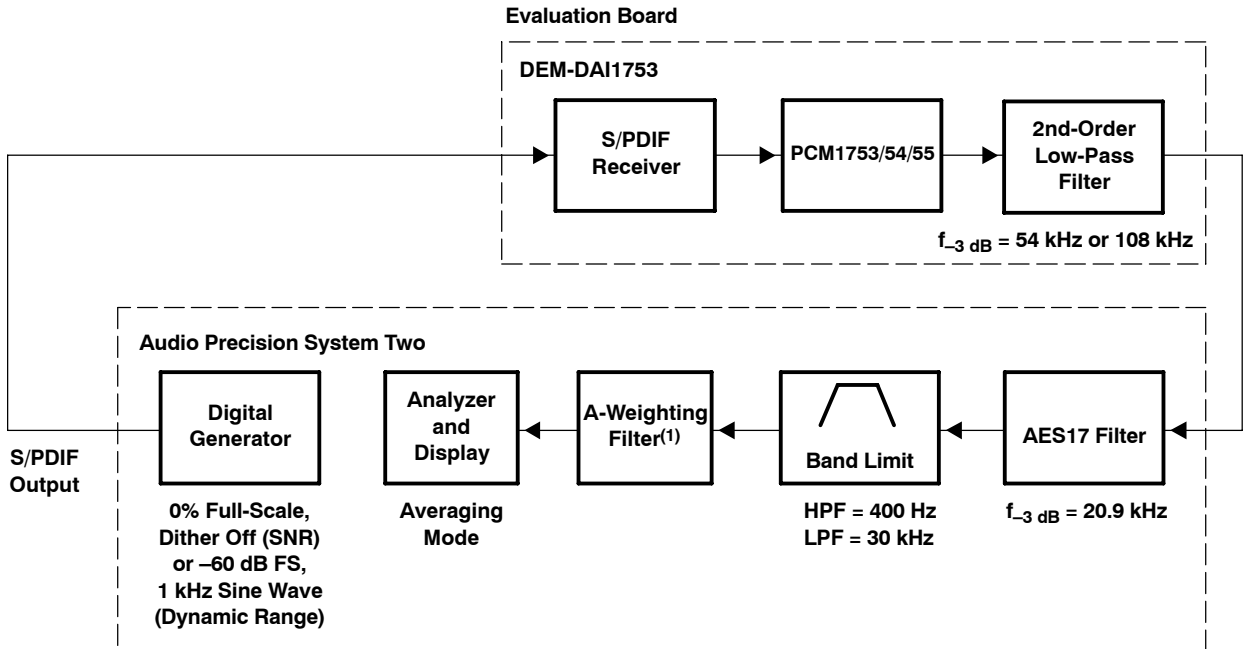 Evaluation Board
DEM-DAI1753
S/PDIF
Receiver
PCM1753/54/55
2nd-Order
Low-Pass
Filter
f–3 dB = 54 kHz or 108 kHz
Audio Precision System Two
Digital
Generator
Analyzer
and
Display
A-Weighting
Filter(1)
Band Limit
AES17 Filter
S/PDIF
Output
0% Full-Scale,
Dither Off (SNR)
or –60 dB FS,
1 kHz Sine Wave
(Dynamic Range)
Averaging
Mode
HPF = 400 Hz
LPF = 30 kHz
f–3 dB = 20.9 kHz